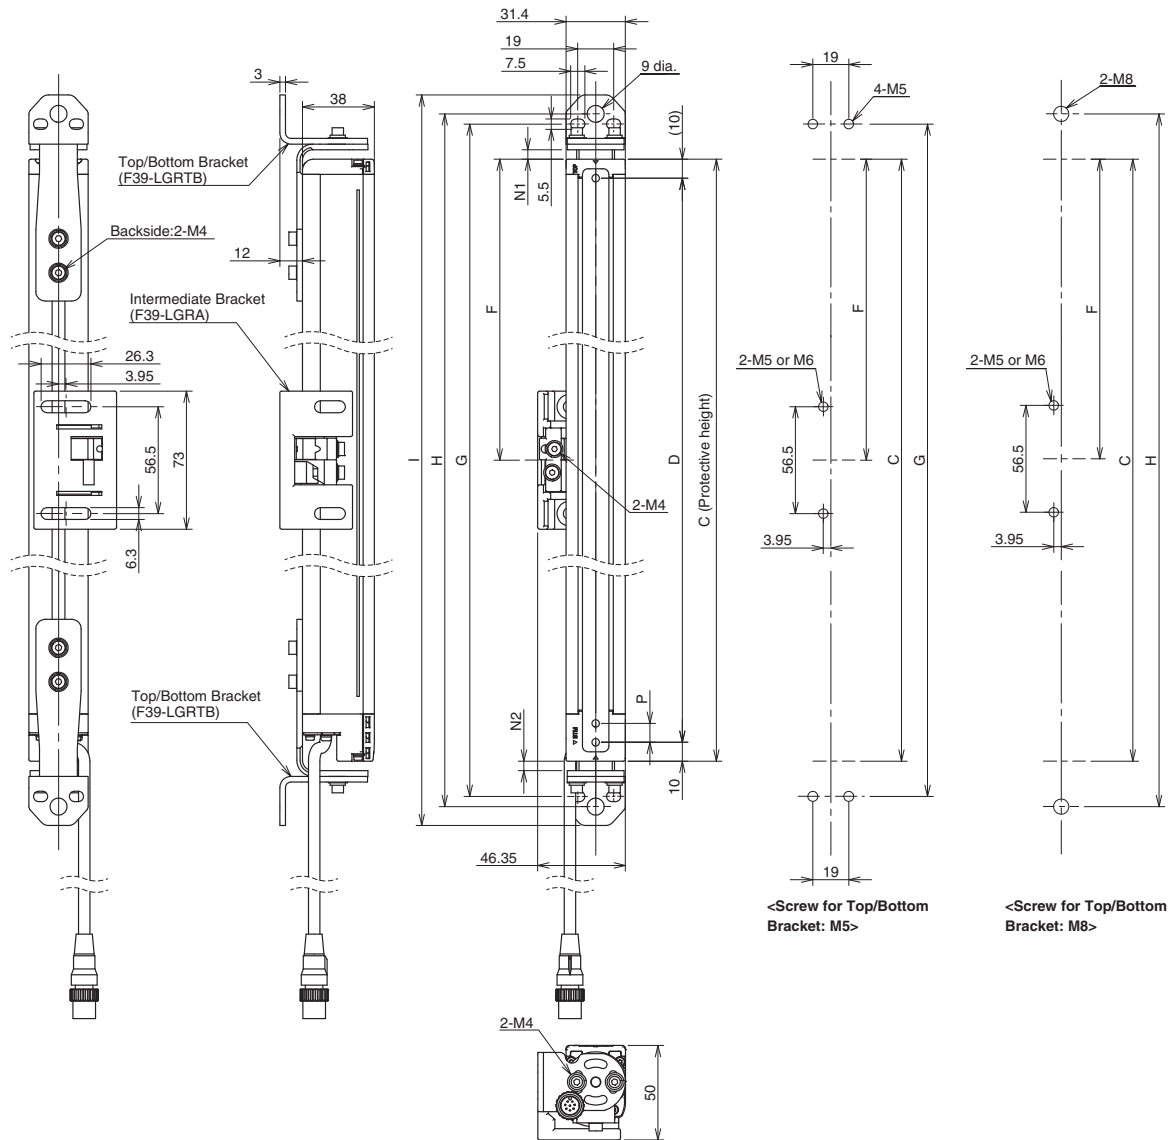 31.4
19
7.5
9 dia.
3
38
(10)
19
4-M5
2-M8
Top/Bottom Bracket
(F39-LGRTB)
N1
5.5
Backside:2-M4
12
Intermediate Bracket
(F39-LGRA)
F
F
F
26.3
3.95
2-M5 or M6
2-M5 or M6
56.5
73
6.3
I
H
G
D
C (Protective height)
2-M4
56.5
3.95
C
G
56.5
3.95
C
H
Top/Bottom Bracket
(F39-LGRTB)
N2
P
10
46.35
19
<Screw for Top/Bottom
Bracket: M5>
<Screw for Top/Bottom
Bracket: M8>
2-M4
50